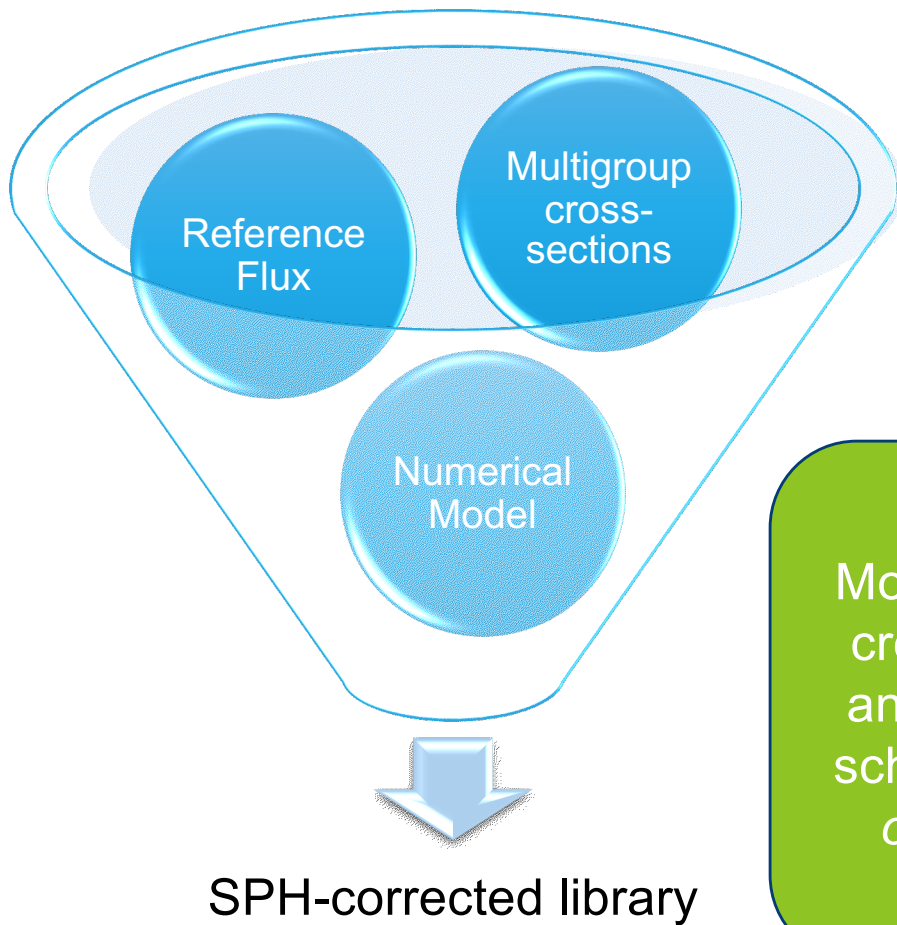 Reference
Flux
Multigroup
cross-
sections
Numerical
Model
SPH-corrected library